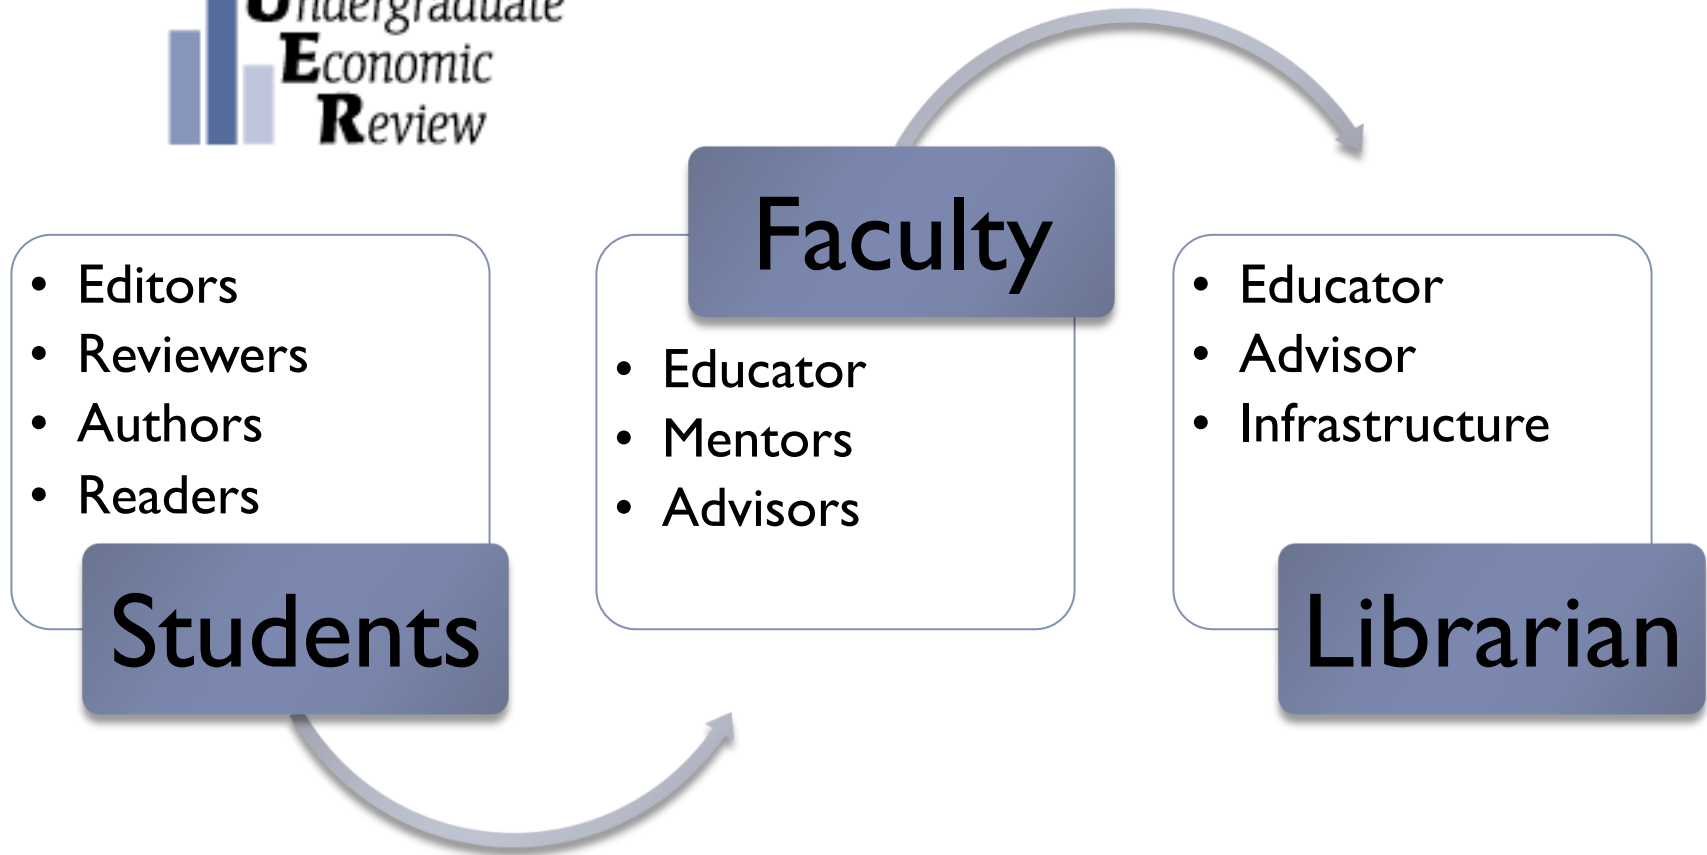 Undergraduate
Economic
Review
• Editors
• Reviewers
• Authors
• Readers
Students
Faculty
• Educator
• Mentors
• Advisors
• Educator
• Advisor
• Infrastructure
Librarian